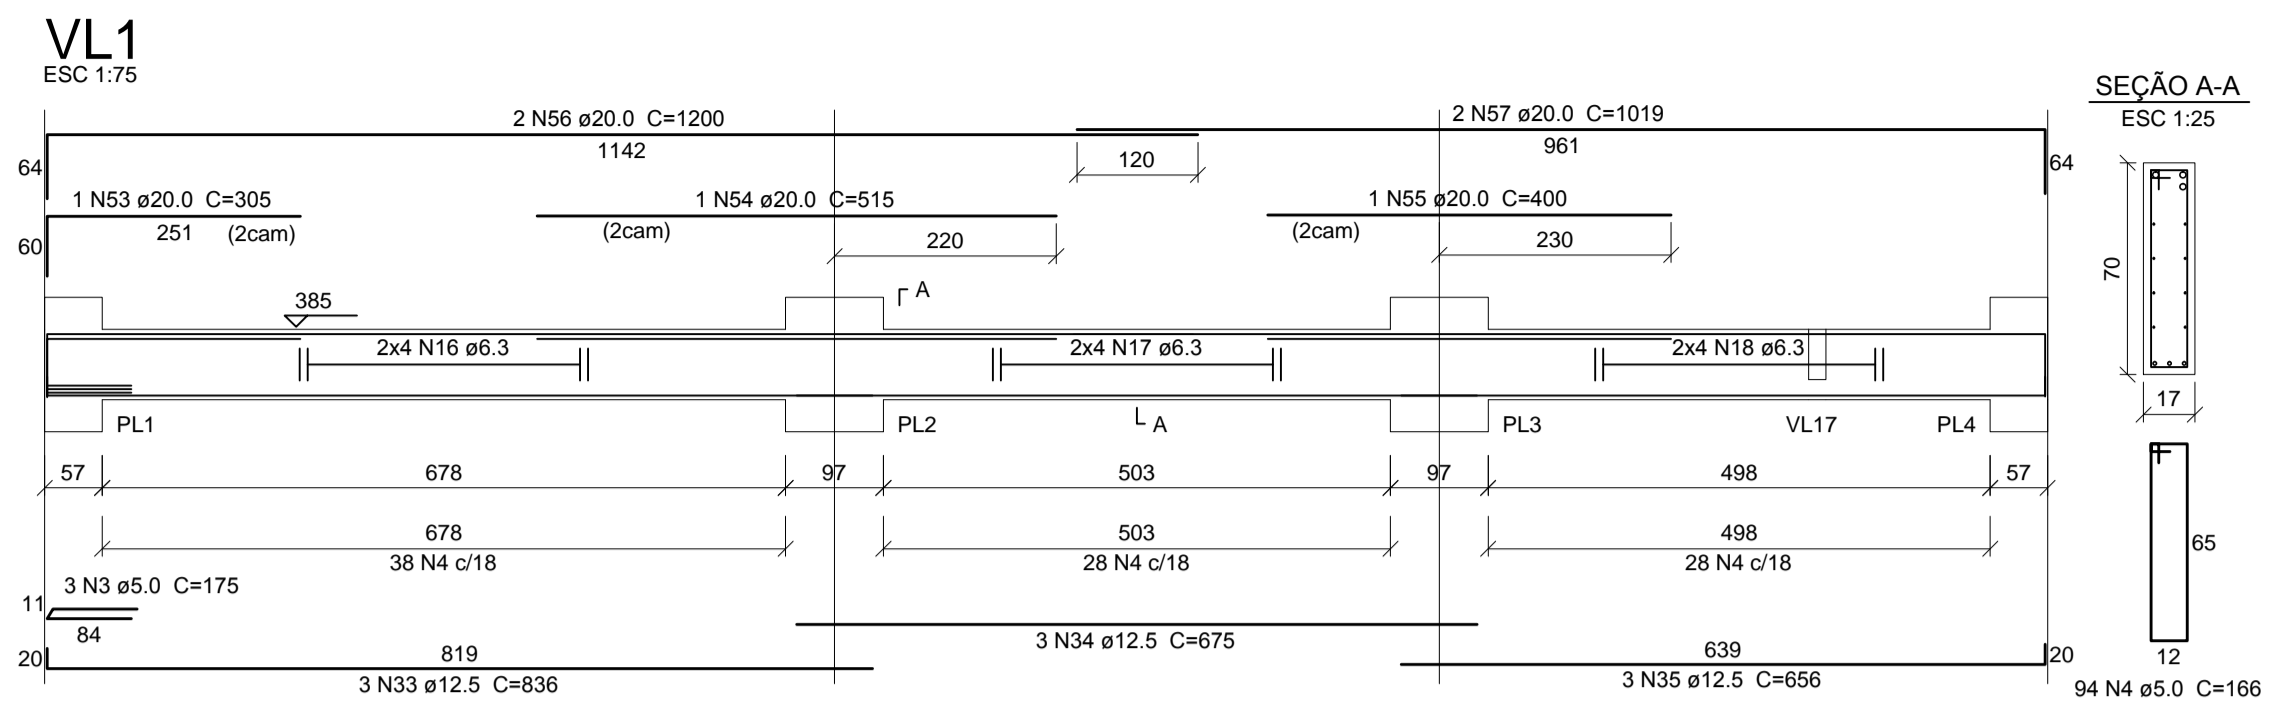 VL1
ESC 1:75
SEÇÃO A-A
ESC 1:25
2 N56 ø20.0 C=1200
1142
64
2 N57 ø20.0 C=1019
961
64
120
1 N53 ø20.0 C=305
251 (2cam)
60
1 N54 ø20.0 C=515
(2cam)
220
1 N55 ø20.0 C=400
(2cam)
230
A
385
2x4 N16 ø6.3
2x4 N17 ø6.3
2x4 N18 ø6.3
PL1
PL2
A
PL3
VL17
PL4
57
678
97
503
97
498
57
678
38 N4 c/18
503
28 N4 c/18
498
28 N4 c/18
3 N3 ø5.0 C=175
11
84
20
819
3 N33 ø12.5 C=836
3 N34 ø12.5 C=675
639
20
3 N35 ø12.5 C=656
70
17
65
12
94 N4 ø5.0 C=166